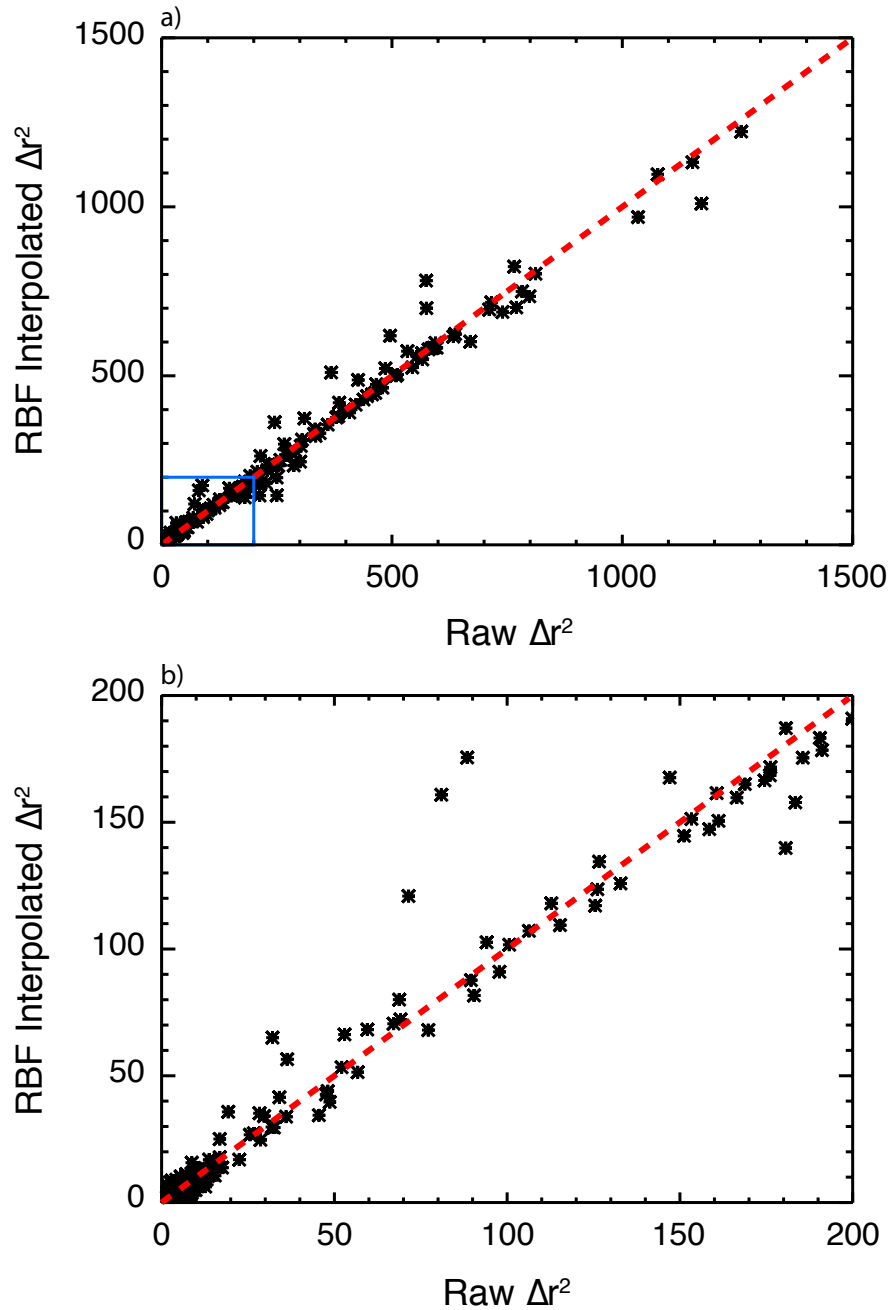 a)
1500
1000
500
0
RBF Interpolated Δr²
0 500 1000 1500
Raw Δr²
b)
200
150
100
50
0
RBF Interpolated Δr²
0 50 100 150 200
Raw Δr²